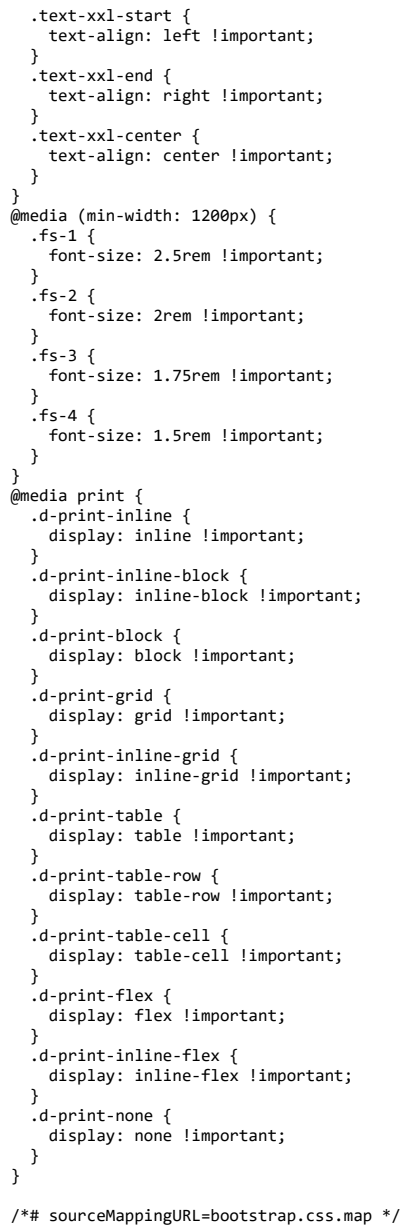 .text-xxl-start {
    text-align: left !important;
  }
  .text-xxl-end {
    text-align: right !important;
  }
  .text-xxl-center {
    text-align: center !important;
  }
}
@media (min-width: 1200px) {
  .fs-1 {
    font-size: 2.5rem !important;
  }
  .fs-2 {
    font-size: 2rem !important;
  }
  .fs-3 {
    font-size: 1.75rem !important;
  }
  .fs-4 {
    font-size: 1.5rem !important;
  }
}
@media print {
  .d-print-inline {
    display: inline !important;
  }
  .d-print-inline-block {
    display: inline-block !important;
  }
  .d-print-block {
    display: block !important;
  }
  .d-print-grid {
    display: grid !important;
  }
  .d-print-inline-grid {
    display: inline-grid !important;
  }
  .d-print-table {
    display: table !important;
  }
  .d-print-table-row {
    display: table-row !important;
  }
  .d-print-table-cell {
    display: table-cell !important;
  }
  .d-print-flex {
    display: flex !important;
  }
  .d-print-inline-flex {
    display: inline-flex !important;
  }
  .d-print-none {
    display: none !important;
  }
}

/*# sourceMappingURL=bootstrap.css.map */